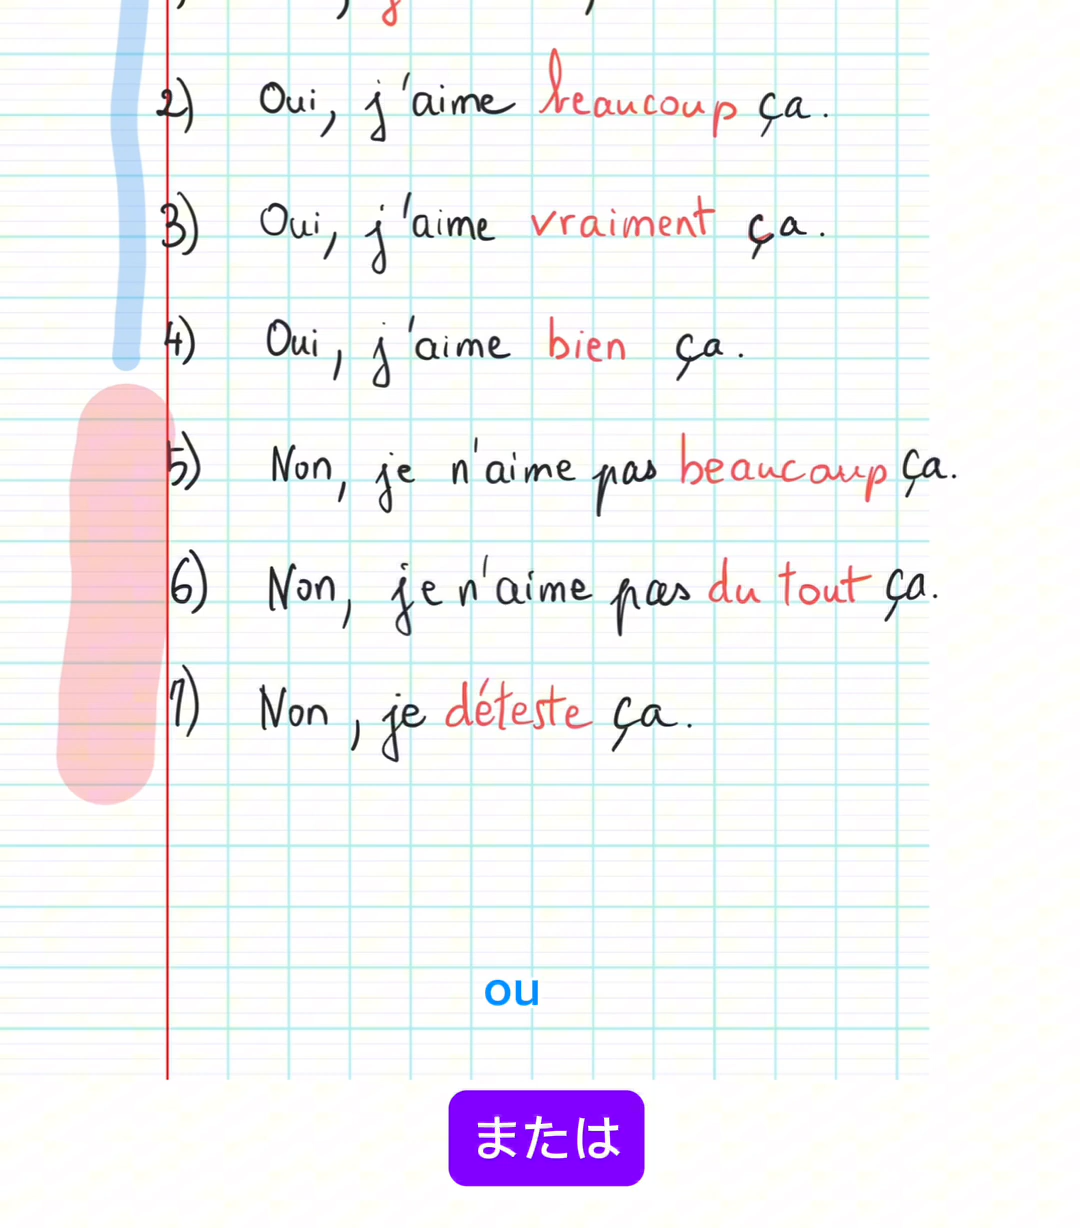 2) Oui, j'aime beaucoup ça.
3) Oui, j'aime vraiment ça.
4) Oui, j'aime bien ça.
5) Non, je n'aime pas beaucoup ça.
6) Non, je n'aime pas du tout ça.
7) Non, je déteste ça.
ou
または